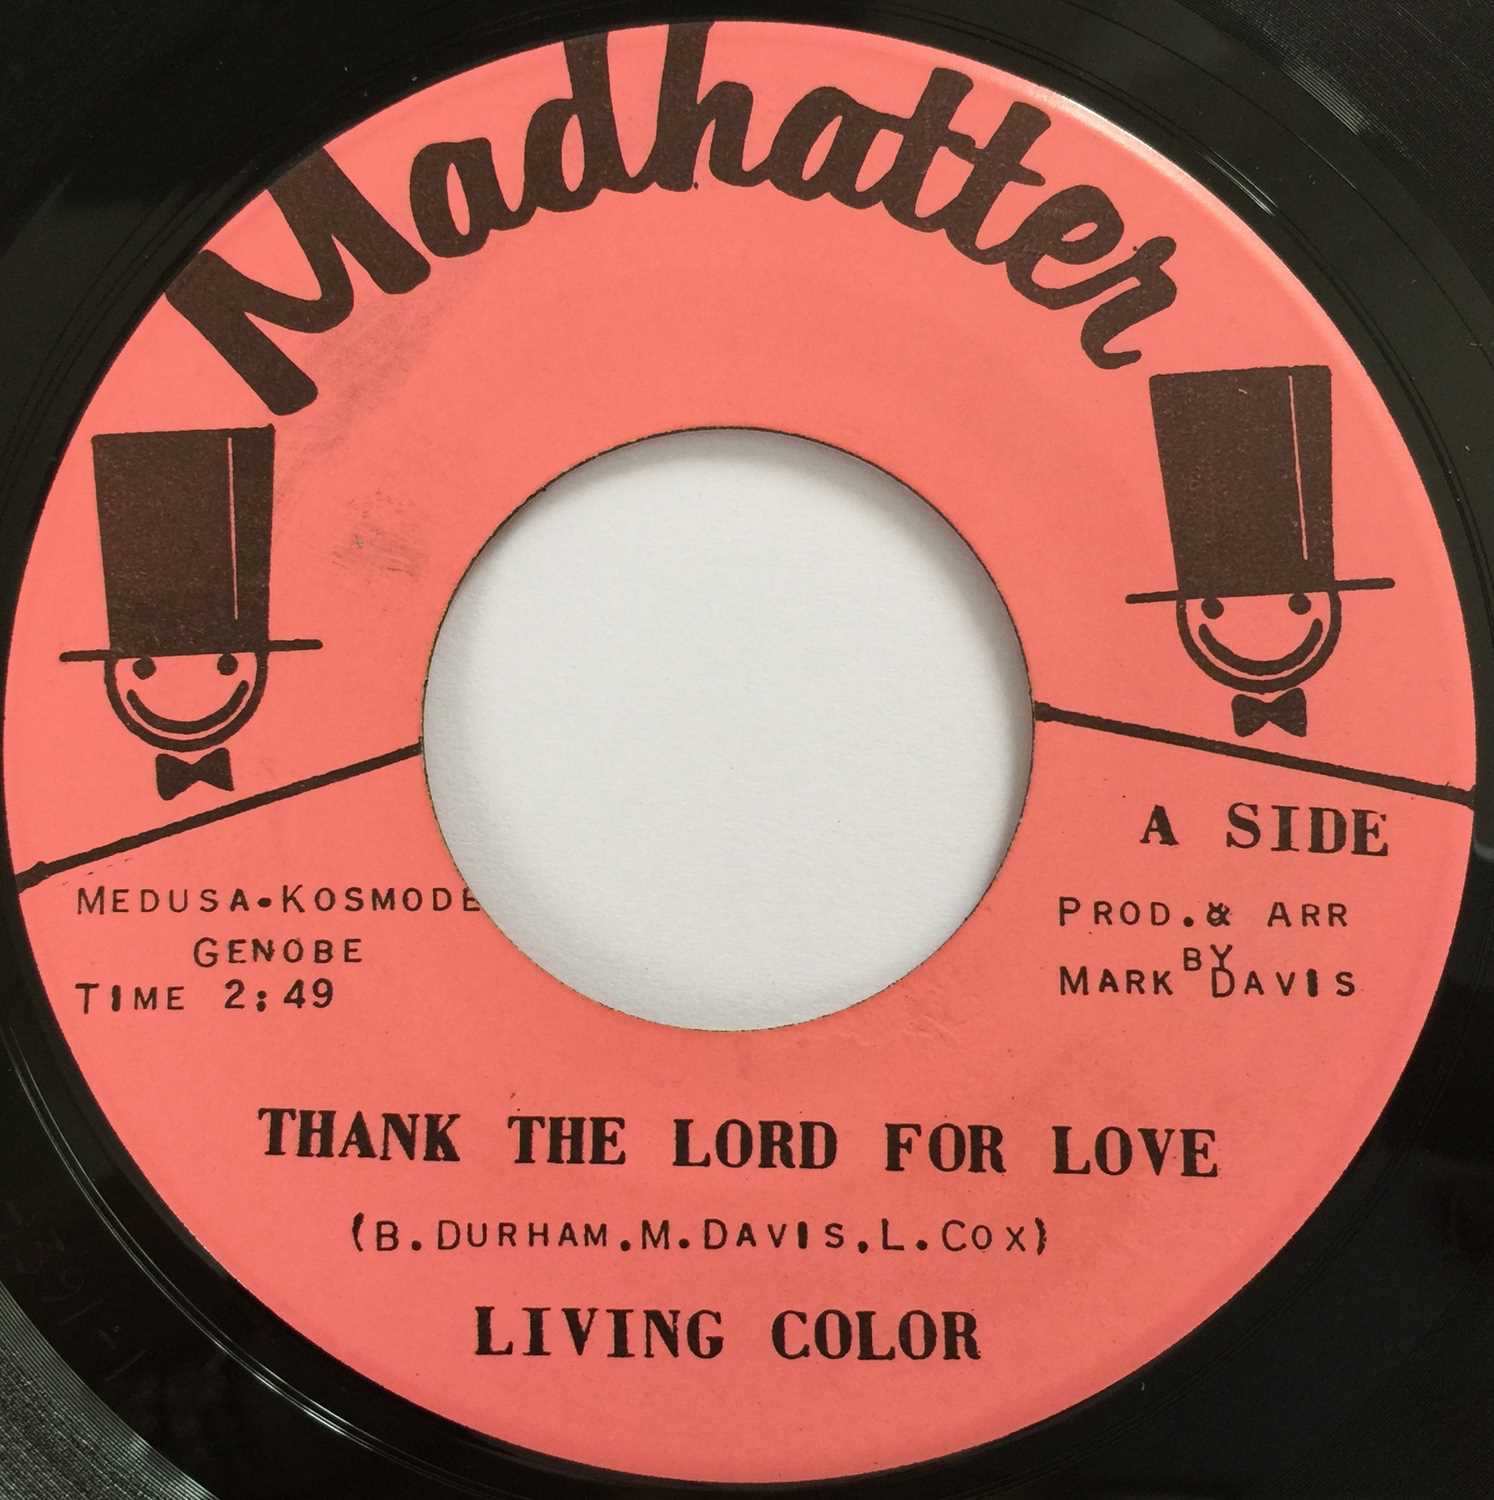 Madhatter
A SIDE
MEDUSA.KOSMODE
GENOBE
TIME 2:49
PROD.& ARR
BY
MARK DAVIS
THANK THE LORD FOR LOVE
(B. DURHAM.M.DAVIS.L.COX)
LIVING COLOR